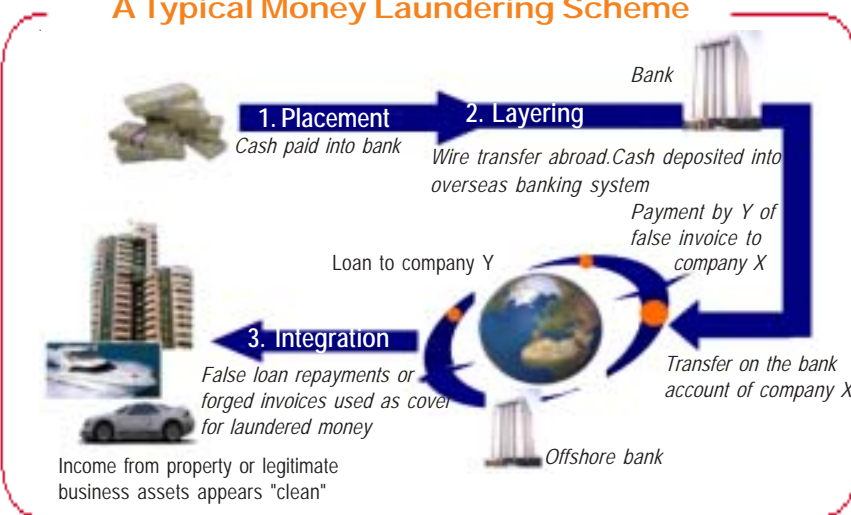 A Typical Money Laundering Scheme
Bank
1. Placement
2. Layering
Cash paid into bank
Wire transfer abroad.Cash deposited into
overseas banking system
Payment by Y of
false invoice to
company X
Loan to company Y
3. Integration
False loan repayments or
forged invoices used as cover
for laundered money
Transfer on the bank
account of company X
Offshore bank
Income from property or legitimate
business assets appears "clean"